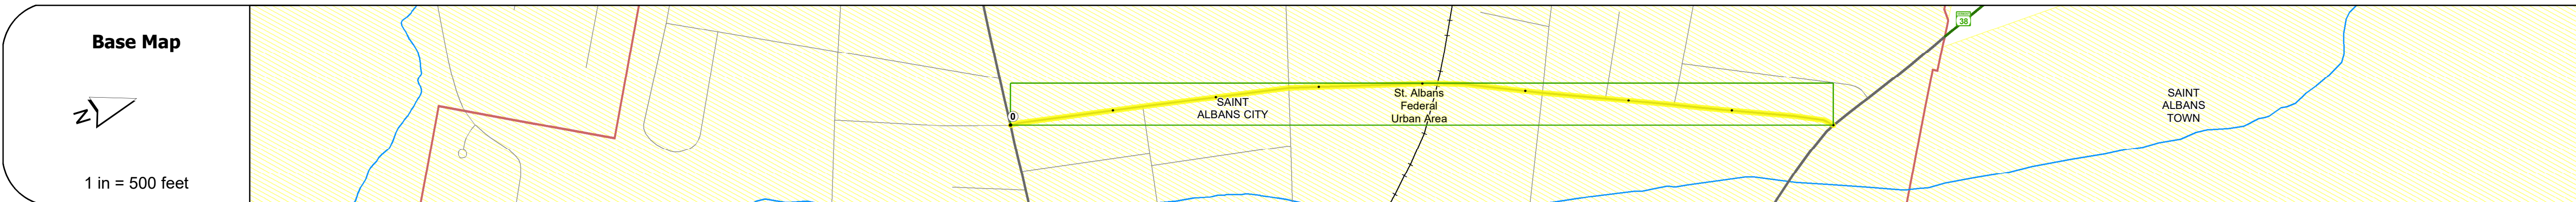 Base Map
N
1 in = 500 feet
0
SAINT
ALBANS CITY
St. Albans
Federal
Urban Area
38
SAINT
ALBANS
TOWN